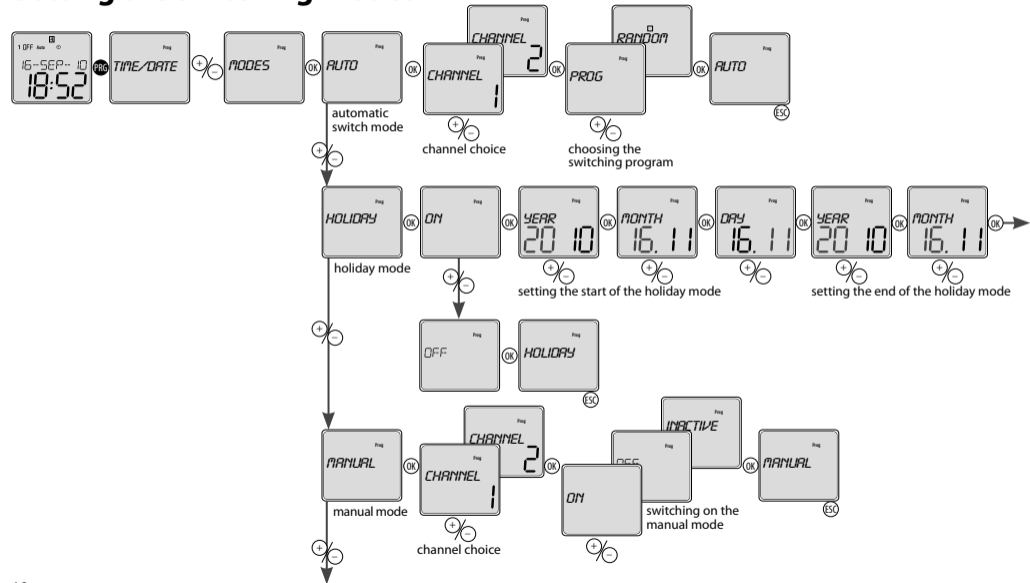 Prog
1 OFF Auto
16-SEP-10
18:52
PRG
Prog
TIME/DATE
+/−
Prog
MODES
OK
Prog
AUTO
OK
Prog
CHANNEL
2
Prog
CHANNEL
1
OK
Prog
RANDOM
Prog
PROG
OK
Prog
AUTO
ESC
automatic
switch mode
+/−
channel choice
+/−
choosing the
switching program
+/−
Prog
HOLIDAY
OK
Prog
ON
OK
Prog
YEAR
20 10
OK
Prog
MONTH
16. 11
OK
Prog
DAY
16. 11
OK
Prog
YEAR
20 10
OK
Prog
MONTH
16. 11
OK
holiday mode
+/−
+/−
+/−
+/−
setting the start of the holiday mode
+/−
+/−
setting the end of the holiday mode
+/−
Prog
OFF
OK
Prog
HOLIDAY
ESC
Prog
MANUAL
OK
Prog
CHANNEL
2
Prog
CHANNEL
1
OK
Prog
INACTIVE
Prog
OFF
ON
OK
Prog
MANUAL
ESC
manual mode
+/−
channel choice
switching on the
manual mode
+/−
+/−